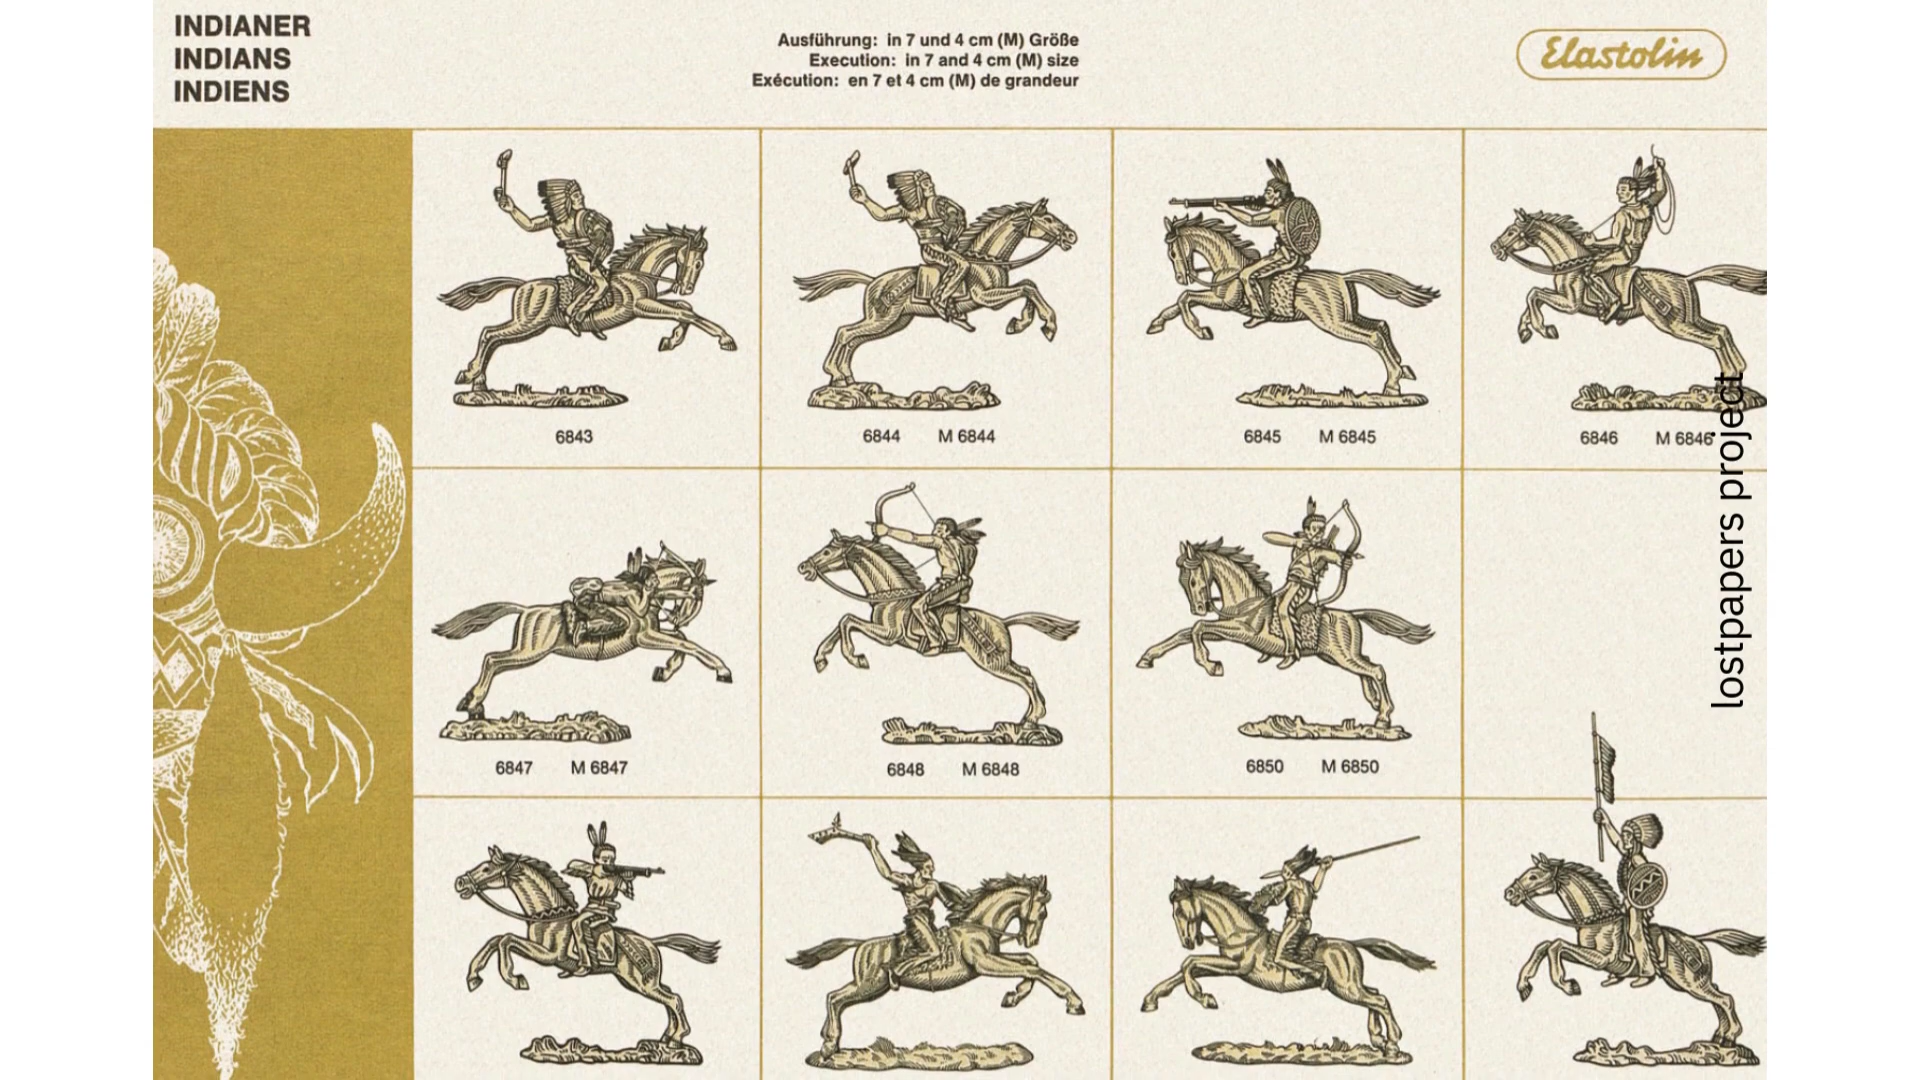 INDIANER
INDIANS
INDIENS
Ausführung: in 7 und 4 cm (M) Größe
Execution: in 7 and 4 cm (M) size
Exécution: en 7 et 4 cm (M) de grandeur
Elastolin
6843
6844 M 6844
6845 M 6845
6846 M 6846
6847 M 6847
6848 M 6848
6850 M 6850
lostpapers project